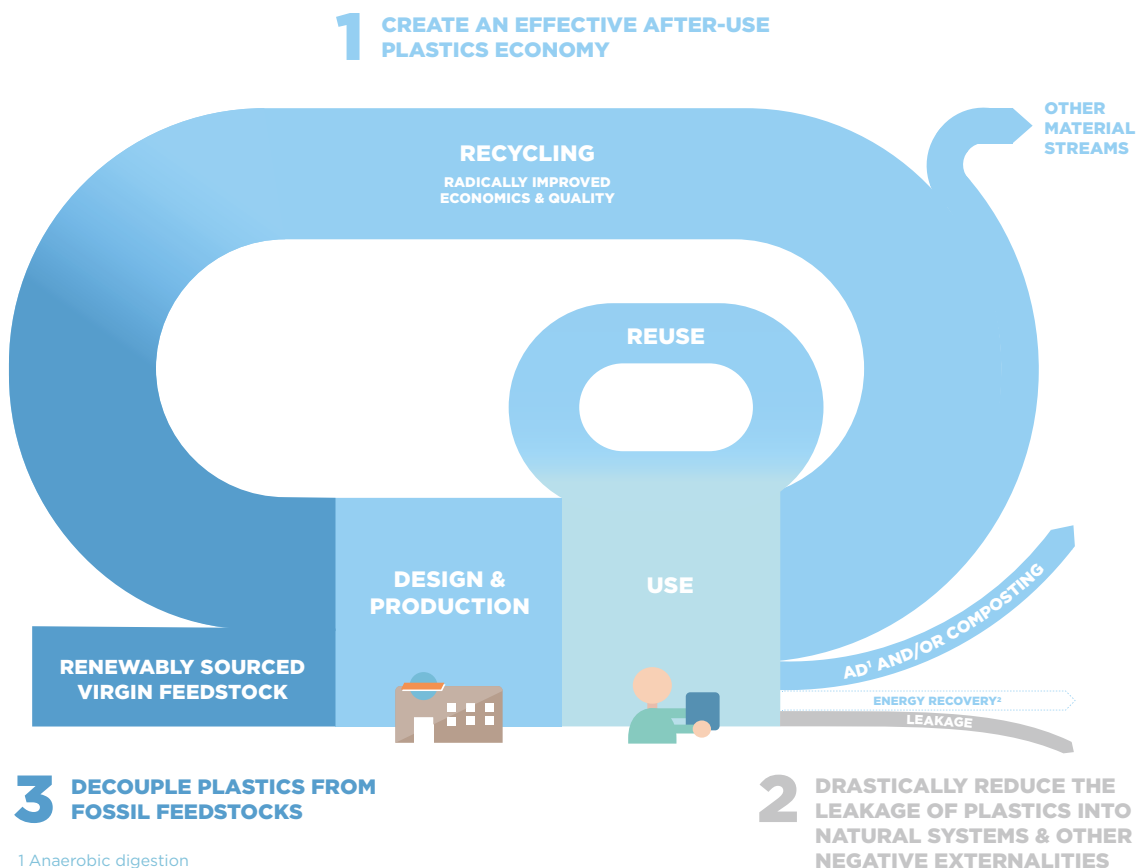 1 CREATE AN EFFECTIVE AFTER-USE
PLASTICS ECONOMY
OTHER
MATERIAL
STREAMS
RECYCLING
RADICALLY IMPROVED
ECONOMICS & QUALITY
REUSE
DESIGN &
PRODUCTION
USE
RENEWABLY SOURCED
VIRGIN FEEDSTOCK
AD¹ AND/OR COMPOSTING
ENERGY RECOVERY²
LEAKAGE
3 DECOUPLE PLASTICS FROM
FOSSIL FEEDSTOCKS
2 DRASTICALLY REDUCE THE
LEAKAGE OF PLASTICS INTO
NATURAL SYSTEMS & OTHER
NEGATIVE EXTERNALITIES
1 Anaerobic digestion